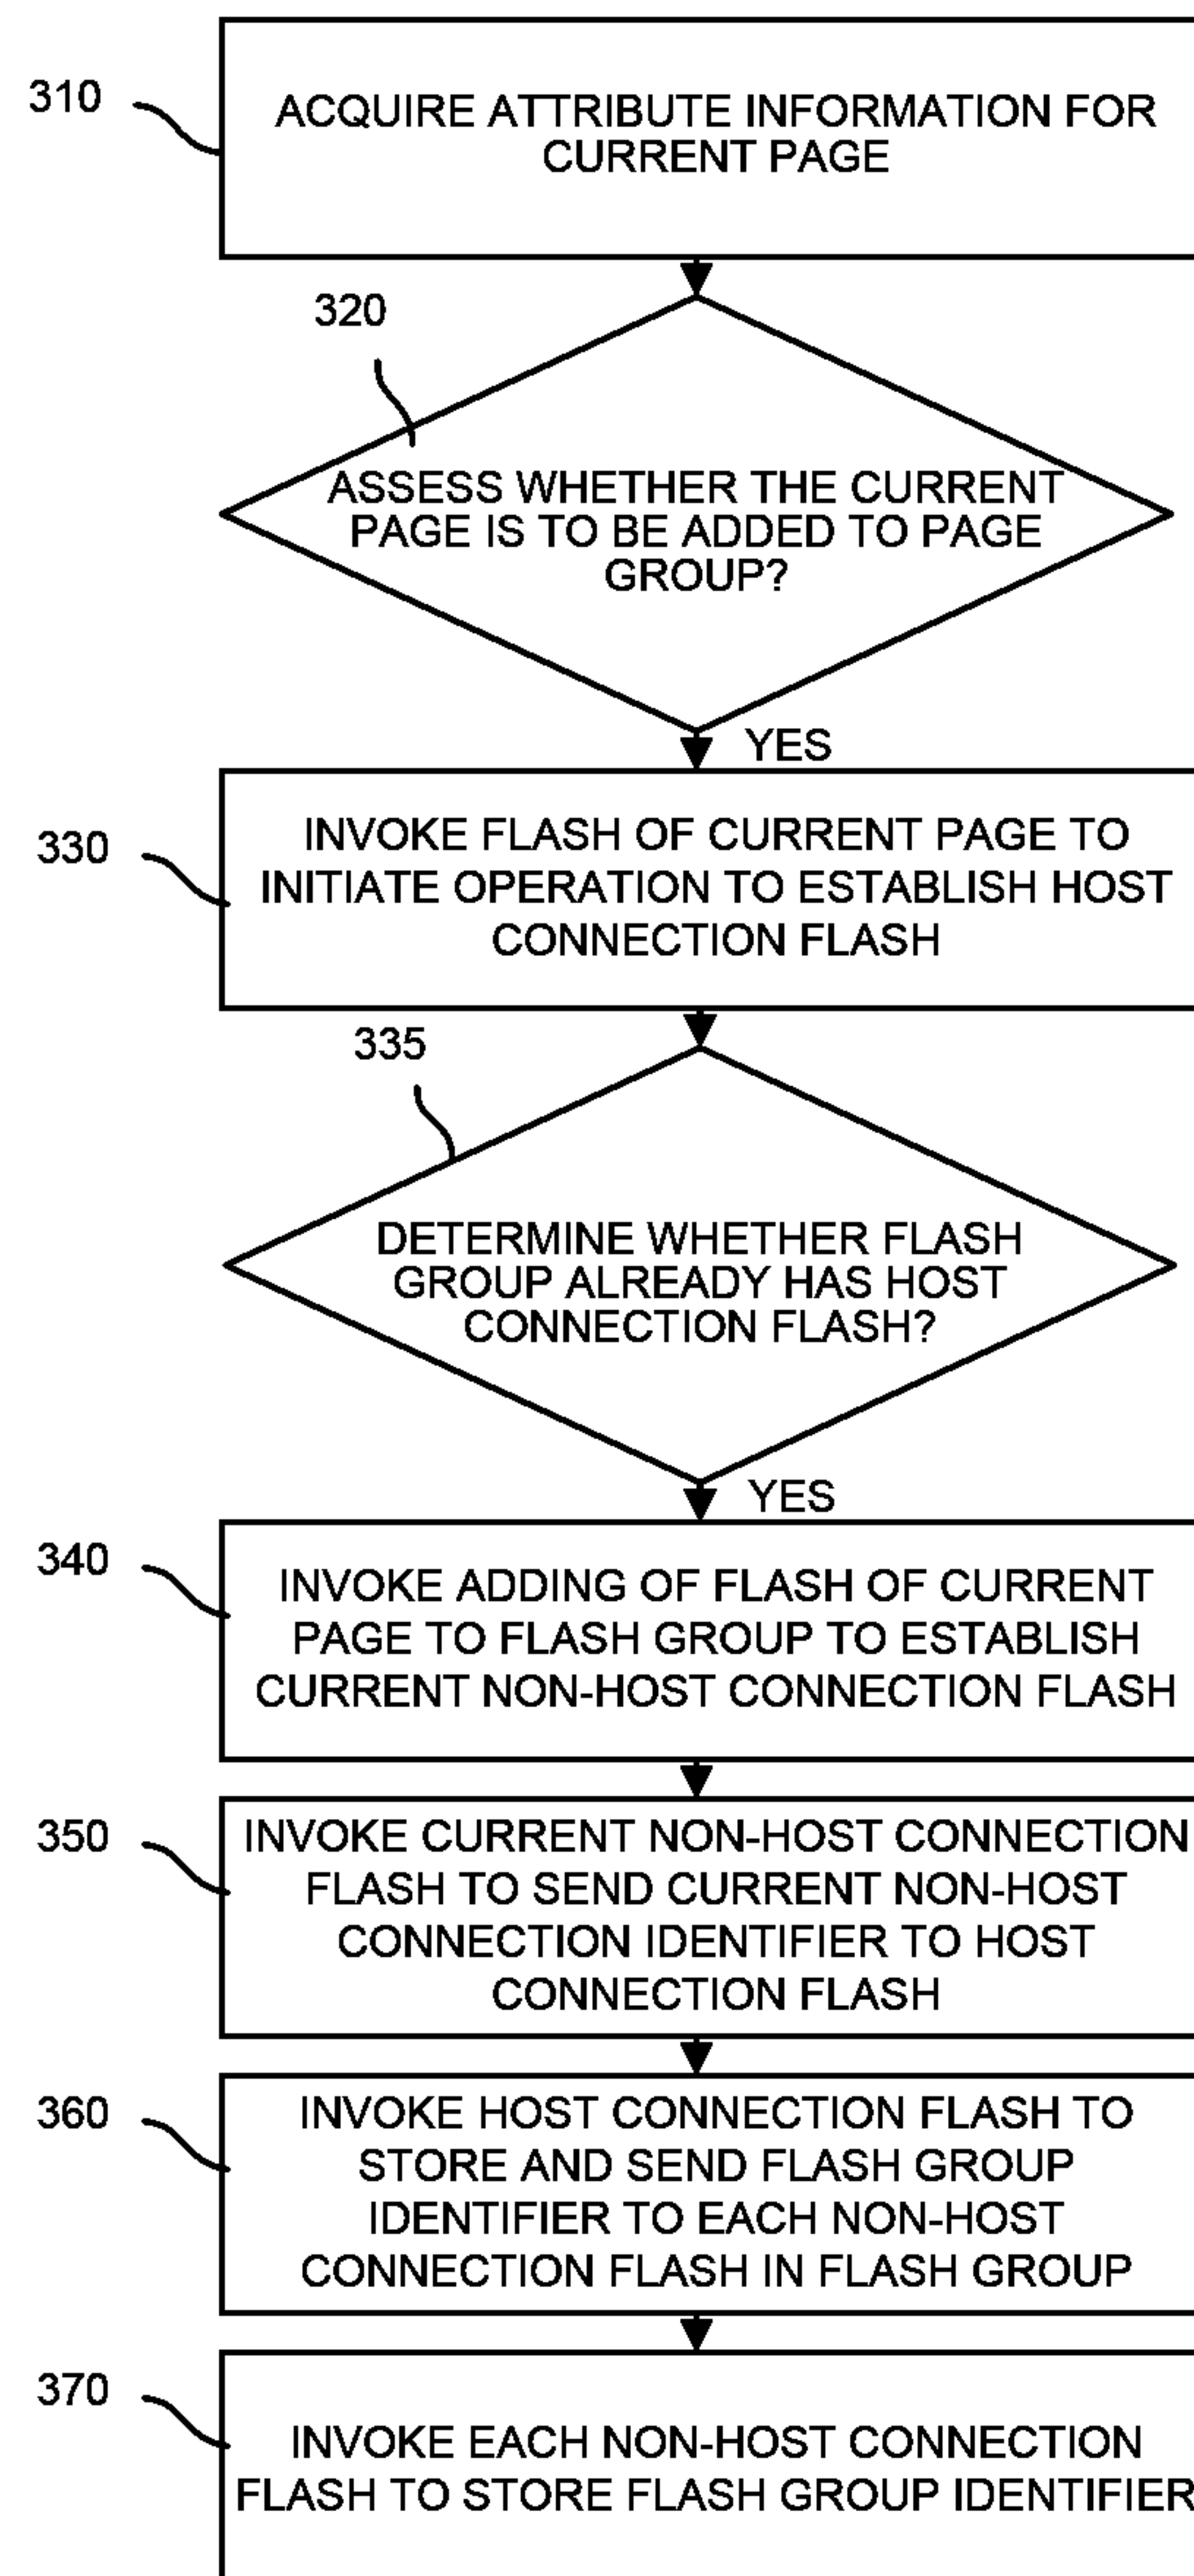 310
ACQUIRE ATTRIBUTE INFORMATION FOR
CURRENT PAGE
320
ASSESS WHETHER THE CURRENT
PAGE IS TO BE ADDED TO PAGE
GROUP?
YES
330
INVOKE FLASH OF CURRENT PAGE TO
INITIATE OPERATION TO ESTABLISH HOST
CONNECTION FLASH
335
DETERMINE WHETHER FLASH
GROUP ALREADY HAS HOST
CONNECTION FLASH?
YES
340
INVOKE ADDING OF FLASH OF CURRENT
PAGE TO FLASH GROUP TO ESTABLISH
CURRENT NON-HOST CONNECTION FLASH
350
INVOKE CURRENT NON-HOST CONNECTION
FLASH TO SEND CURRENT NON-HOST
CONNECTION IDENTIFIER TO HOST
CONNECTION FLASH
360
INVOKE HOST CONNECTION FLASH TO
STORE AND SEND FLASH GROUP
IDENTIFIER TO EACH NON-HOST
CONNECTION FLASH IN FLASH GROUP
370
INVOKE EACH NON-HOST CONNECTION
FLASH TO STORE FLASH GROUP IDENTIFIER